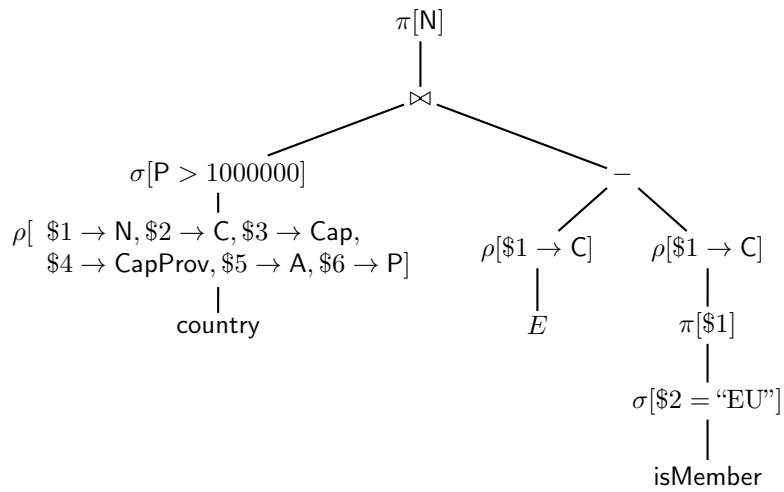 π[N]
⋈
σ[P > 1000000]
−
ρ[ $1 → N, $2 → C, $3 → Cap,
$4 → CapProv, $5 → A, $6 → P]
ρ[$1 → C]
ρ[$1 → C]
country
E
π[$1]
σ[$2 = “EU”]
isMember